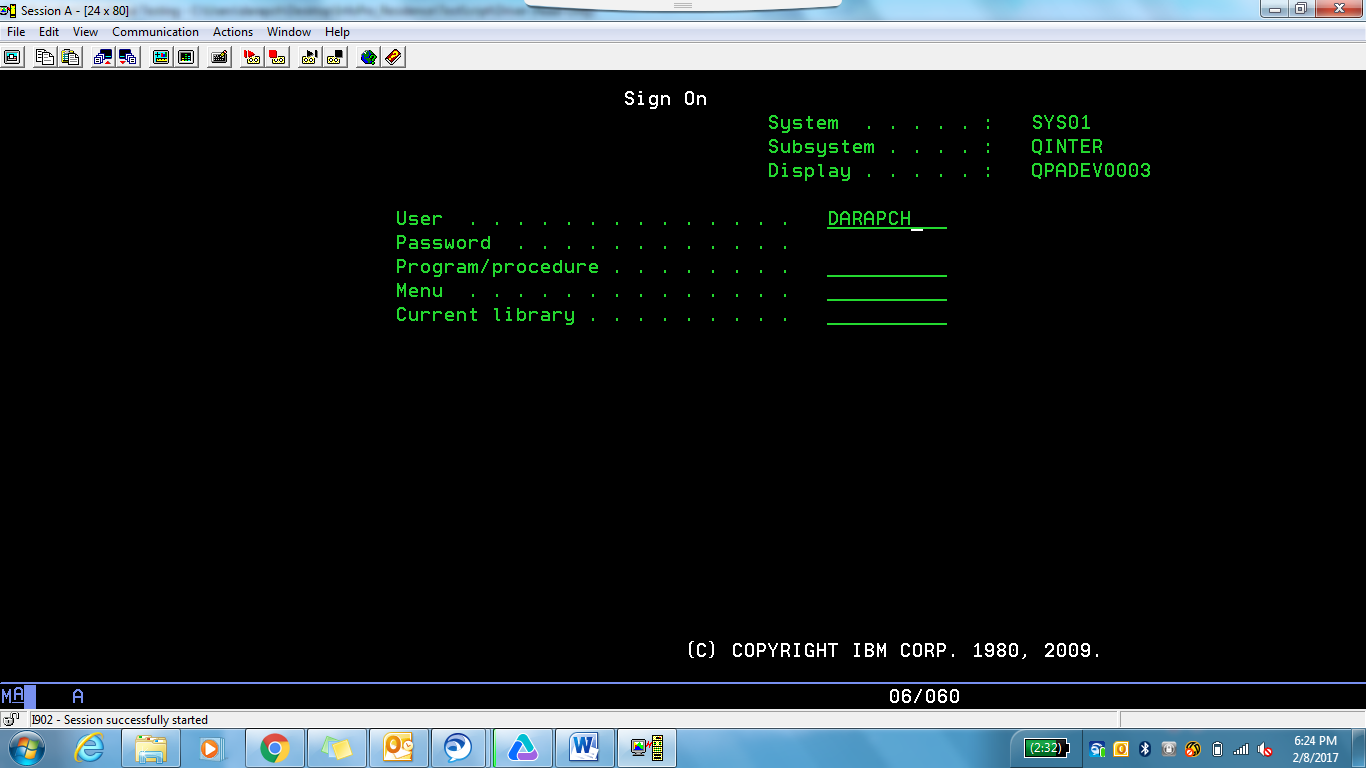 Session A - [24 x 80]
File Edit View Communication Actions Window Help
Sign On
System . . . . . : SYS01
Subsystem . . . . : QINTER
Display . . . . . : QPADEV0003
User . . . . . . . . . . . . . . DARAPCH_
Password . . . . . . . . . . . .
Program/procedure . . . . . . . .
Menu . . . . . . . . . . . . . .
Current library . . . . . . . . .
(C) COPYRIGHT IBM CORP. 1980, 2009.
MA A 06/060
I902 - Session successfully started
(2:32) 6:24 PM
2/8/2017